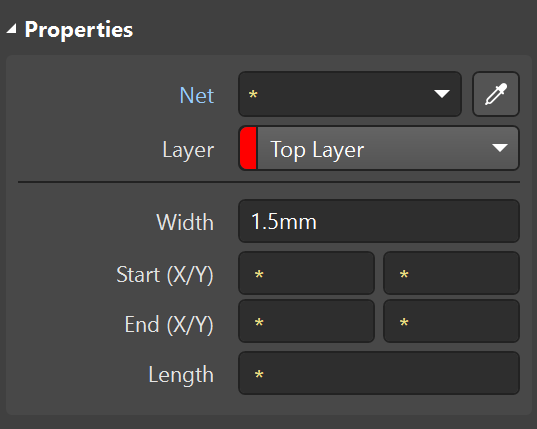 Properties
Net *
Layer Top Layer
Width 1.5mm
Start (X/Y) * *
End (X/Y) * *
Length *